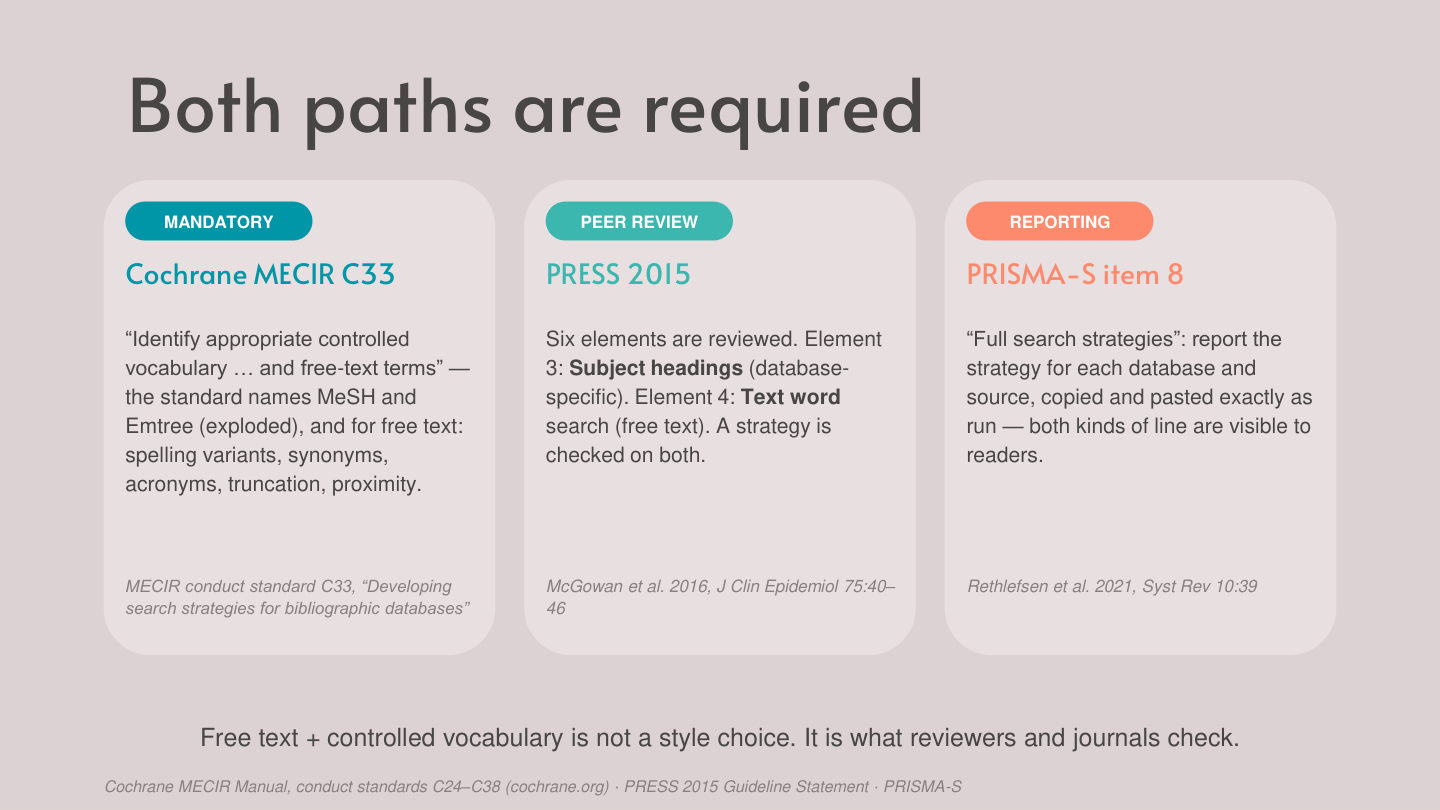 Both paths are required
MANDATORY
Cochrane MECIR C33
“Identify appropriate controlled
vocabulary … and free-text terms” —
the standard names MeSH and
Emtree (exploded), and for free text:
spelling variants, synonyms,
acronyms, truncation, proximity.
MECIR conduct standard C33, “Developing
search strategies for bibliographic databases”
PEER REVIEW
PRESS 2015
Six elements are reviewed. Element
3: Subject headings (database-
specific). Element 4: Text word
search (free text). A strategy is
checked on both.
McGowan et al. 2016, J Clin Epidemiol 75:40–
46
REPORTING
PRISMA-S item 8
“Full search strategies”: report the
strategy for each database and
source, copied and pasted exactly as
run — both kinds of line are visible to
readers.
Rethlefsen et al. 2021, Syst Rev 10:39
Free text + controlled vocabulary is not a style choice. It is what reviewers and journals check.
Cochrane MECIR Manual, conduct standards C24–C38 (cochrane.org) · PRESS 2015 Guideline Statement · PRISMA-S